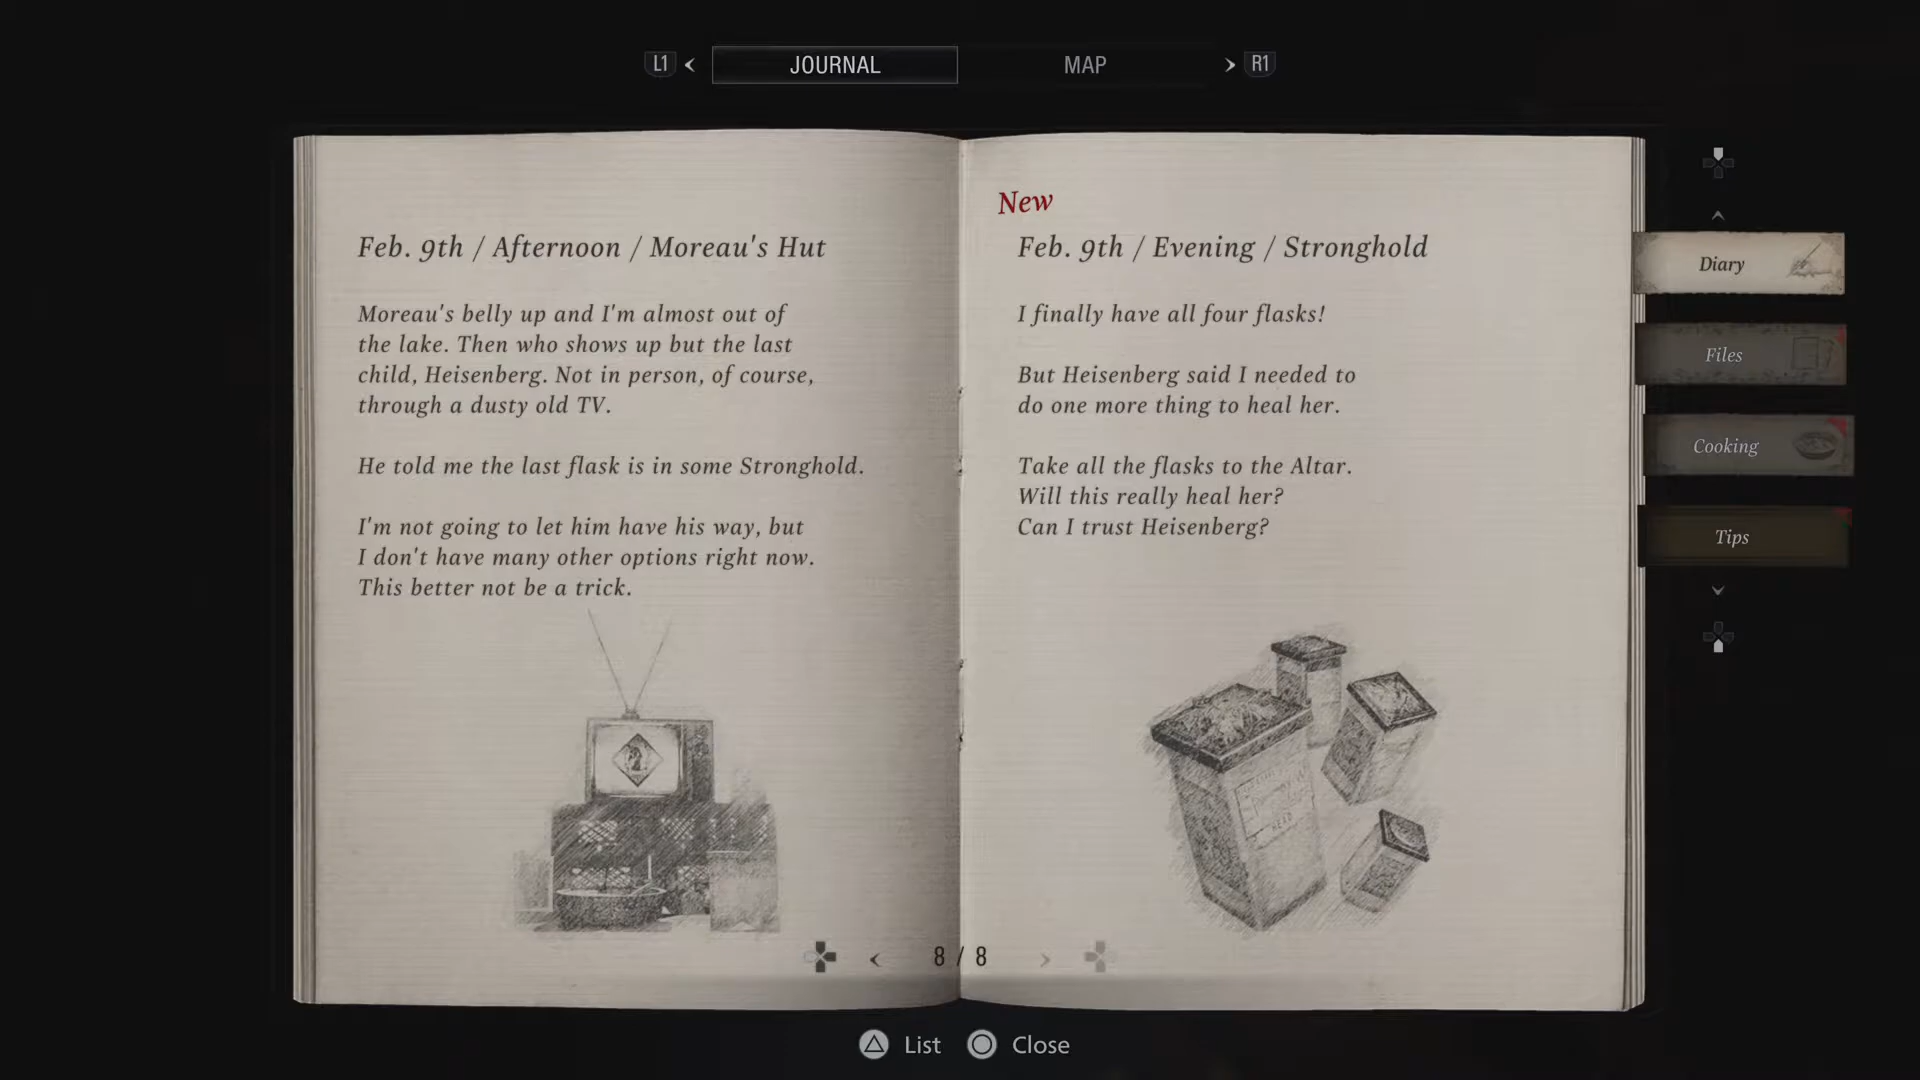 L1
JOURNAL
MAP
R1
Feb. 9th / Afternoon / Moreau's Hut
Moreau's belly up and I'm almost out of
the lake. Then who shows up but the last
child, Heisenberg. Not in person, of course,
through a dusty old TV.
He told me the last flask is in some Stronghold.
I'm not going to let him have his way, but
I don't have many other options right now.
This better not be a trick.
New
Feb. 9th / Evening / Stronghold
I finally have all four flasks!
But Heisenberg said I needed to
do one more thing to heal her.
Take all the flasks to the Altar.
Will this really heal her?
Can I trust Heisenberg?
Diary
Files
Cooking
Tips
8 / 8
List
Close